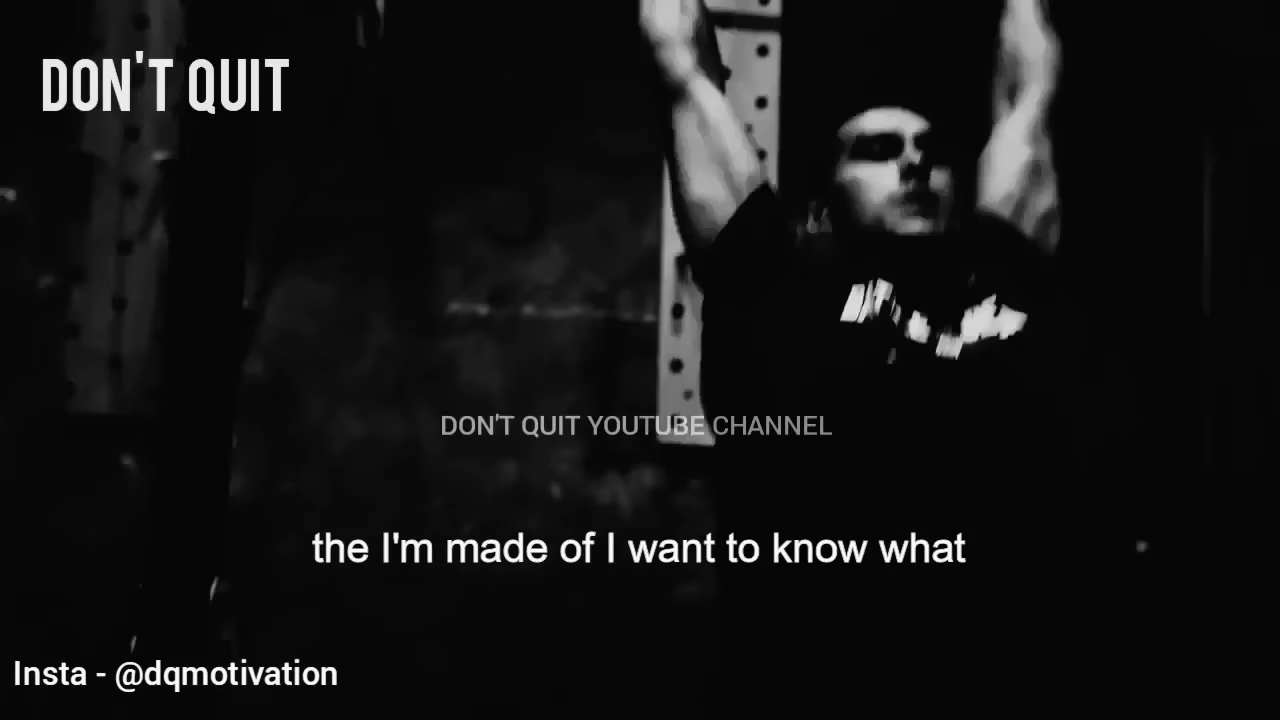 DON'T QUIT
DON'T QUIT YOUTUBE CHANNEL
the I'm made of I want to know what
Insta - @dqmotivation